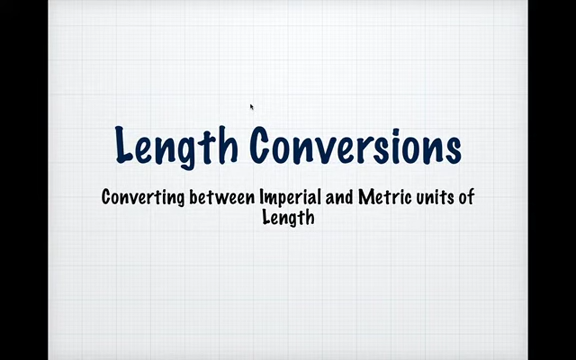 Length Conversions
Converting between Imperial and Metric units of
Length